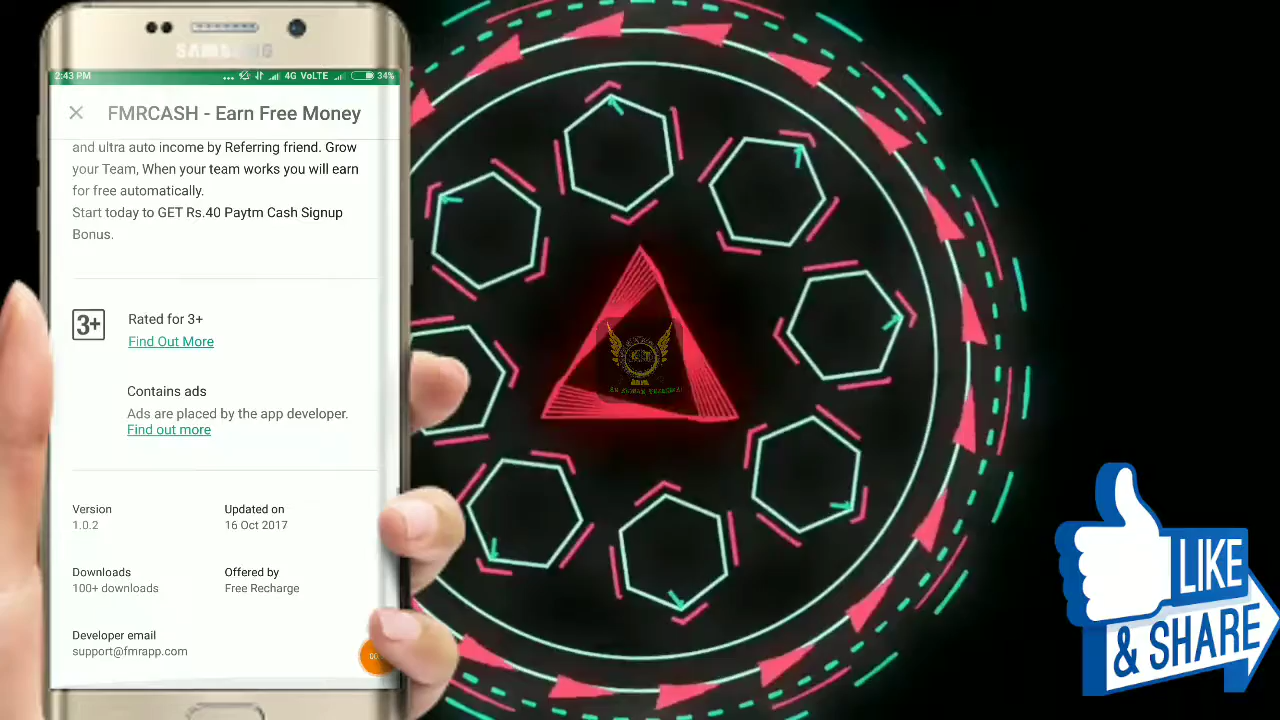 SAMSUNG
2:43 PM
... 4G VoLTE 34%
FMRCASH - Earn Free Money
and ultra auto income by Referring friend. Grow
your Team, When your team works you will earn
for free automatically.
Start today to GET Rs.40 Paytm Cash Signup
Bonus.
3+
Rated for 3+
Find Out More
Contains ads
Ads are placed by the app developer.
Find out more
Version
1.0.2
Updated on
16 Oct 2017
Downloads
100+ downloads
Offered by
Free Recharge
Developer email
support@fmrapp.com
LIKE
& SHARE